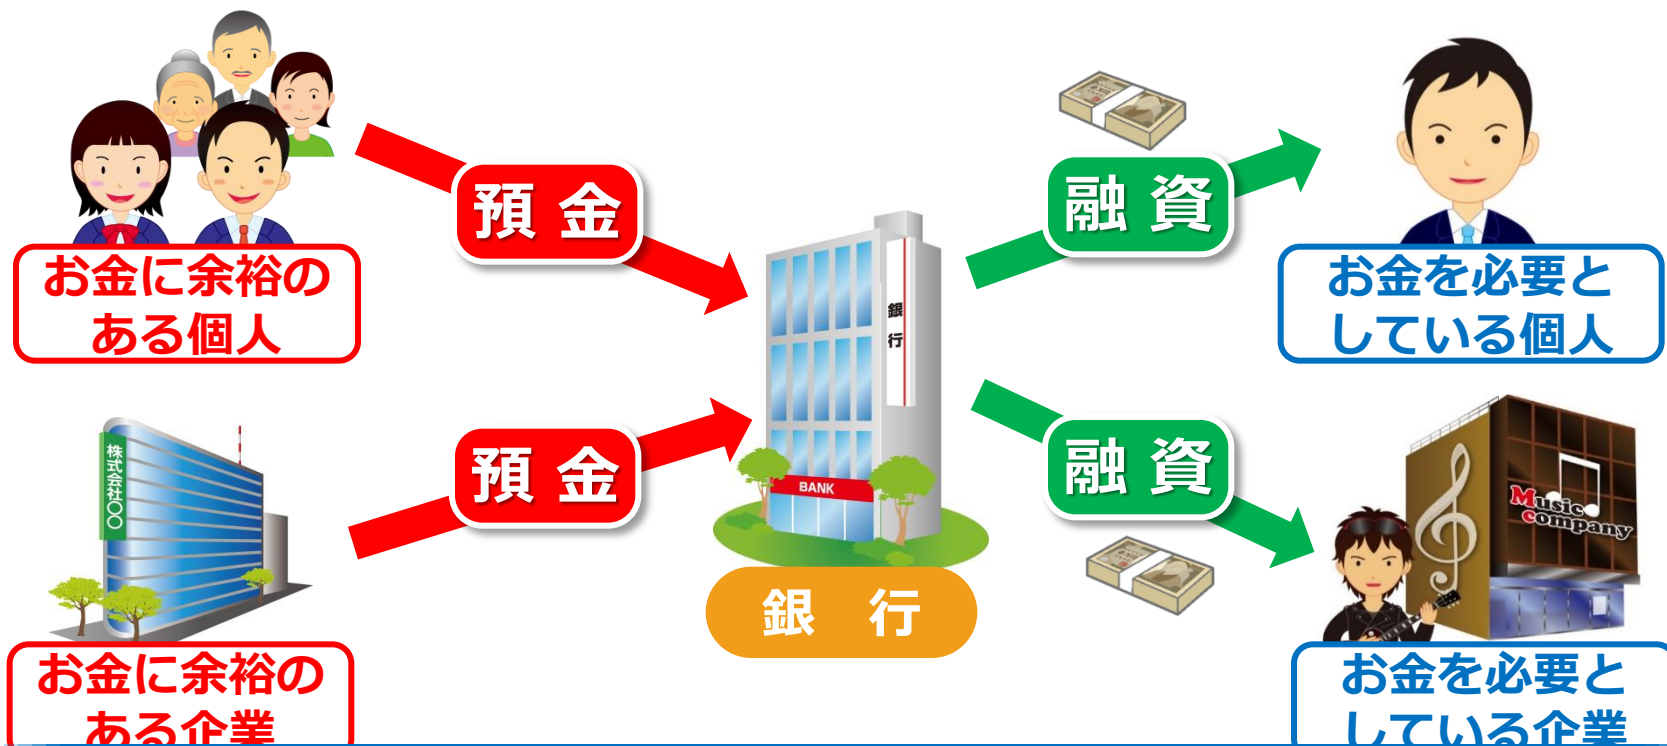 預 金
融 資
お金に余裕の
ある個人
お金を必要と
している個人
銀
行
株式会社〇〇
預 金
融 資
BANK
Music
Company
銀 行
お金に余裕の
ある企業
お金を必要と
している企業